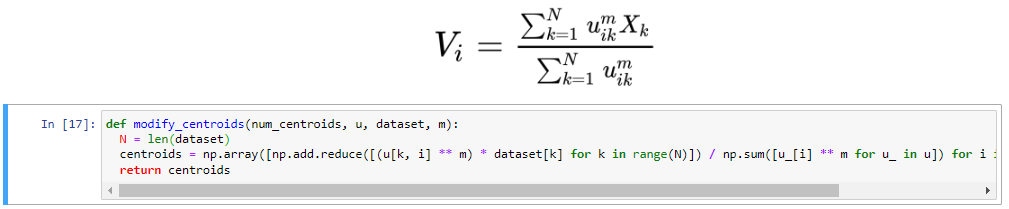 V_i = \frac{\sum_{k=1}^{N} u_{ik}^{m} X_k}{\sum_{k=1}^{N} u_{ik}^{m}}
In [17]: def modify_centroids(num_centroids, u, dataset, m):
N = len(dataset)
centroids = np.array([np.add.reduce([(u[k, i] ** m) * dataset[k] for k in range(N)]) / np.sum([u_[i] ** m for u_ in u]) for i
return centroids